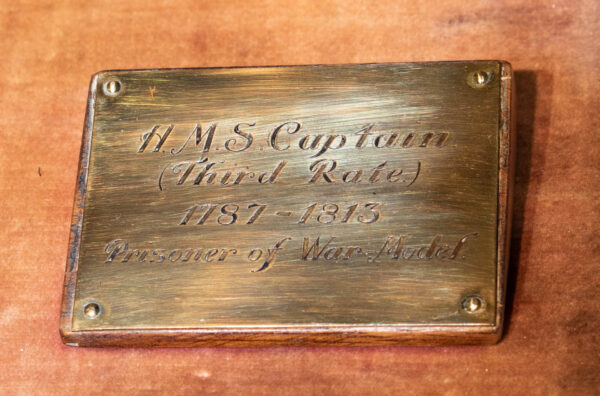 H.M.S. Captain.
(Third Rate.)
1787-1813
Prisoner of War Model.